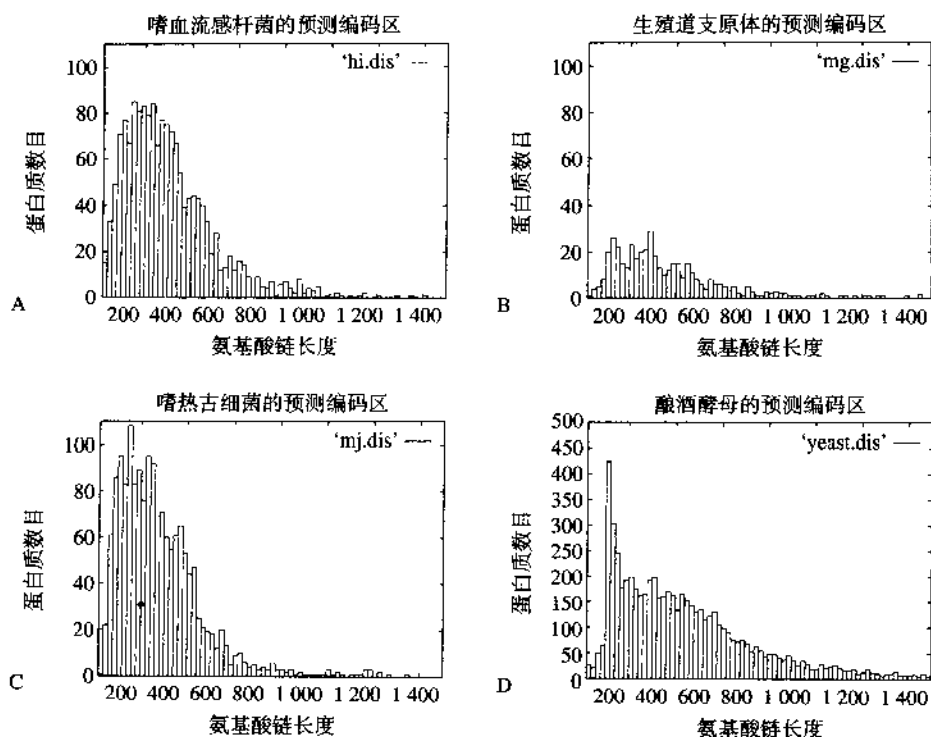 嗜血流感杆菌的预测编码区
'hi.dis'
蛋白质数目
100
80
60
40
20
0
200 400 600 800 1 000 1 200 1 400
氨基酸链长度
A
生殖道支原体的预测编码区
'mg.dis'
蛋白质数目
100
80
60
40
20
0
200 400 600 800 1 000 1 200 1 400
氨基酸链长度
B
嗜热古细菌的预测编码区
'mj.dis'
蛋白质数目
100
80
60
40
20
0
200 400 600 800 1 000 1 200 1 400
氨基酸链长度
C
酿酒酵母的预测编码区
'yeast.dis'
蛋白质数目
500
450
400
350
300
250
200
150
100
50
0
200 400 600 800 1 000 1 200 1 400
氨基酸链长度
D